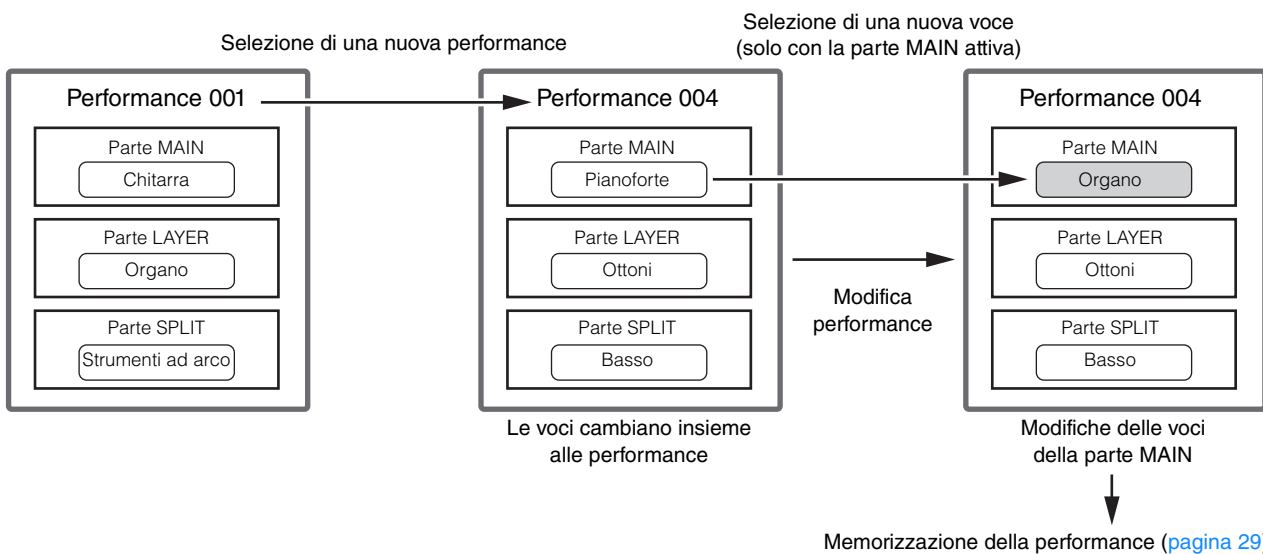 Selezione di una nuova performance
Selezione di una nuova voce
(solo con la parte MAIN attiva)
Performance 001
Parte MAIN
Chitarra
Parte LAYER
Organo
Parte SPLIT
Strumenti ad arco
Performance 004
Parte MAIN
Pianoforte
Parte LAYER
Ottoni
Parte SPLIT
Basso
Le voci cambiano insieme
alle performance
Modifica
performance
Performance 004
Parte MAIN
Organo
Parte LAYER
Ottoni
Parte SPLIT
Basso
Modifiche delle voci
della parte MAIN
Memorizzazione della performance (pagina 29)